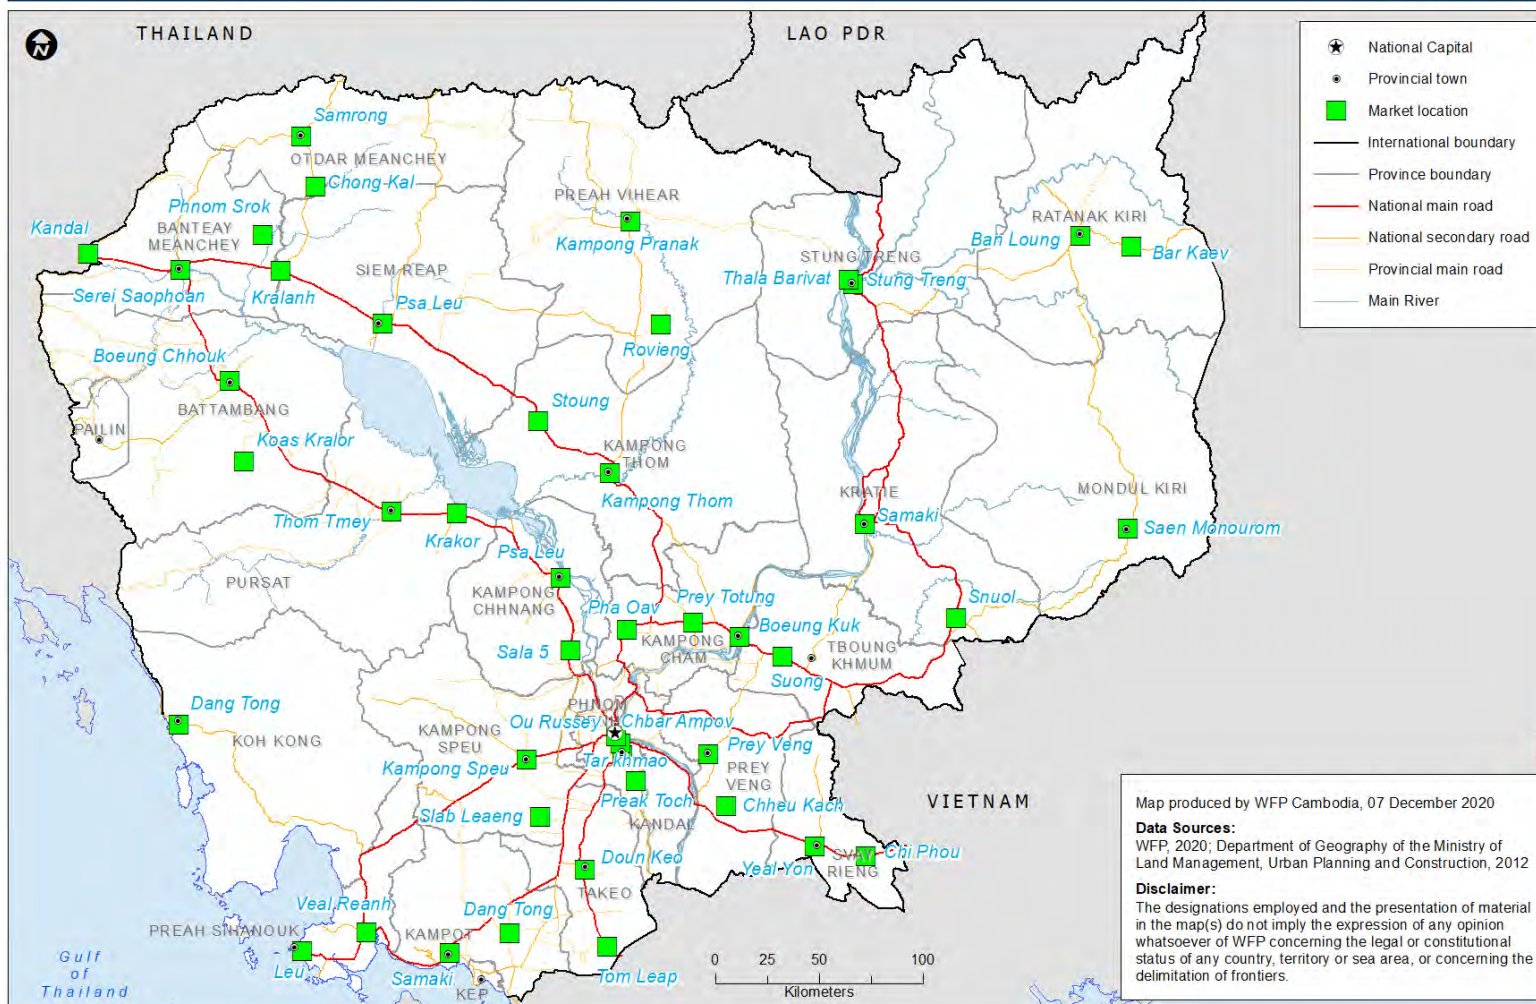 THAILAND
LAO PDR
N
National Capital
Provincial town
Market location
International boundary
Province boundary
National main road
National secondary road
Provincial main road
Main River
Samrong
OTDAR MEANCHEY
Chong Kal
Phnom Srok
BANTEAY
MEANCHEY
Kandal
Serei Saophoan
Kralanh
SIEM REAP
Psa Leu
PREAH VIHEAR
Kampong Pranak
Rovieng
STUNG TRENG
Thala Barivat
Stung Treng
RATANAK KIRI
Ban Loung
Bar Kaev
Boeung Chhouk
BATTAMBANG
PAILIN
Koas Kralor
Stoung
KAMPONG
THOM
Kampong Thom
Thom Tmey
Krakor
KRATIE
Samaki
MONDUL KIRI
Saen Monourom
PURSAT
Psa Leu
KAMPONG
CHHNANG
Pha Oav
Prey Totung
Boeung Kuk
Snuol
Sala 5
KAMPONG
CHAM
TBOUNG
KHMUM
Suong
Dang Tong
KOH KONG
KAMPONG
SPEU
Kampong Speu
PHNOM
Ou Russey
Chbar Ampov
Tar khmao
Prey Veng
PREY
VENG
Preak Toch
Chheu Kach
Slab Leaeng
KANDAL
VIETNAM
Doun Keo
TAKEO
Yeal Yon
SVAY
RIENG
Chi Phou
Veal Reanh
PREAH SIHANOUK
Leu
Dang Tong
KAMPOT
Samaki
KEP
Tom Leap
Gulf
of
Thailand
0 25 50 100
Kilometers
Map produced by WFP Cambodia, 07 December 2020
Data Sources:
WFP, 2020; Department of Geography of the Ministry of
Land Management, Urban Planning and Construction, 2012
Disclaimer:
The designations employed and the presentation of material
in the map(s) do not imply the expression of any opinion
whatsoever of WFP concerning the legal or constitutional
status of any country, territory or sea area, or concerning the
delimitation of frontiers.